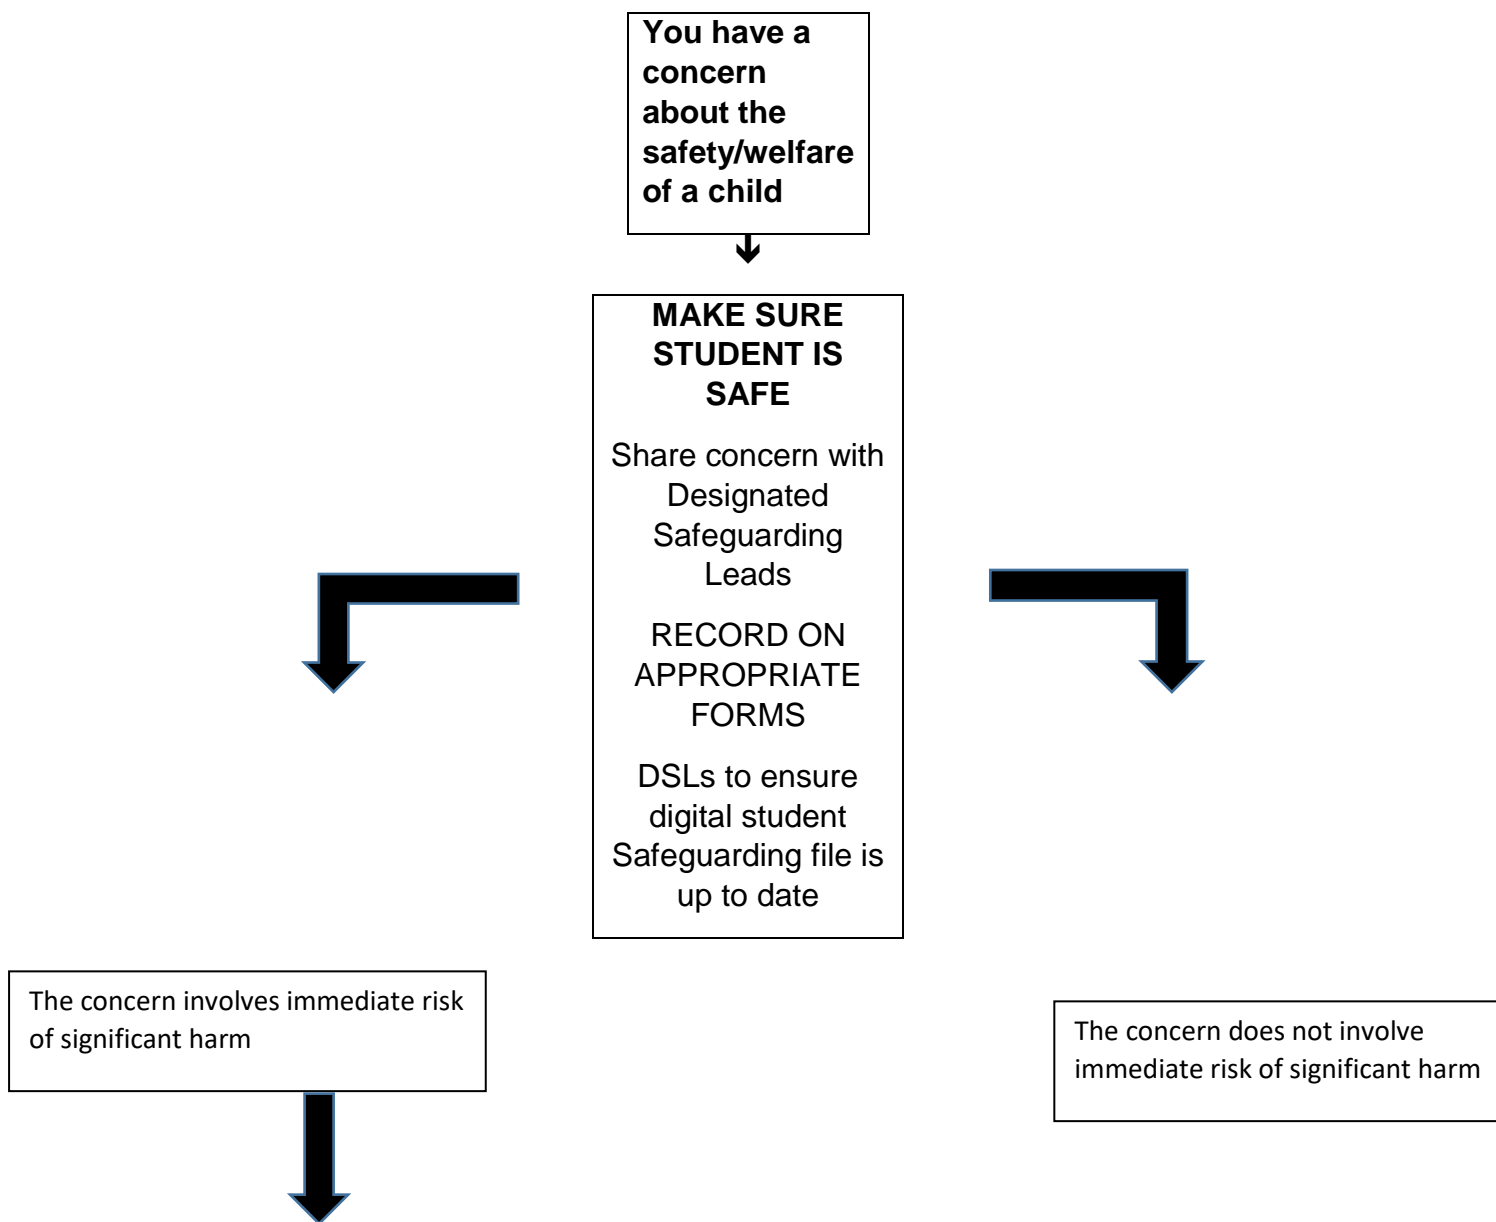 You have a
concern
about the
safety/welfare
of a child
MAKE SURE
STUDENT IS
SAFE
Share concern with
Designated
Safeguarding
Leads
RECORD ON
APPROPRIATE
FORMS
DSLs to ensure
digital student
Safeguarding file is
up to date
The concern involves immediate risk
of significant harm
The concern does not involve
immediate risk of significant harm